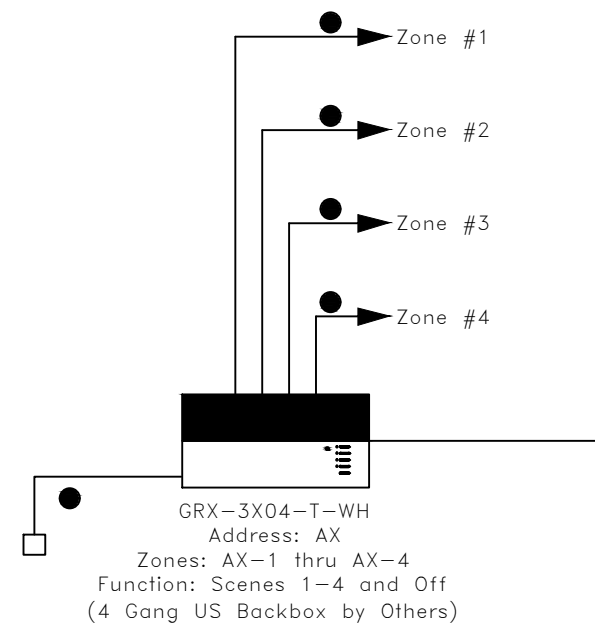 Zone #1
Zone #2
Zone #3
Zone #4
GRX-3X04-T-WH
Address: AX
Zones: AX-1 thru AX-4
Function: Scenes 1-4 and Off
(4 Gang US Backbox by Others)